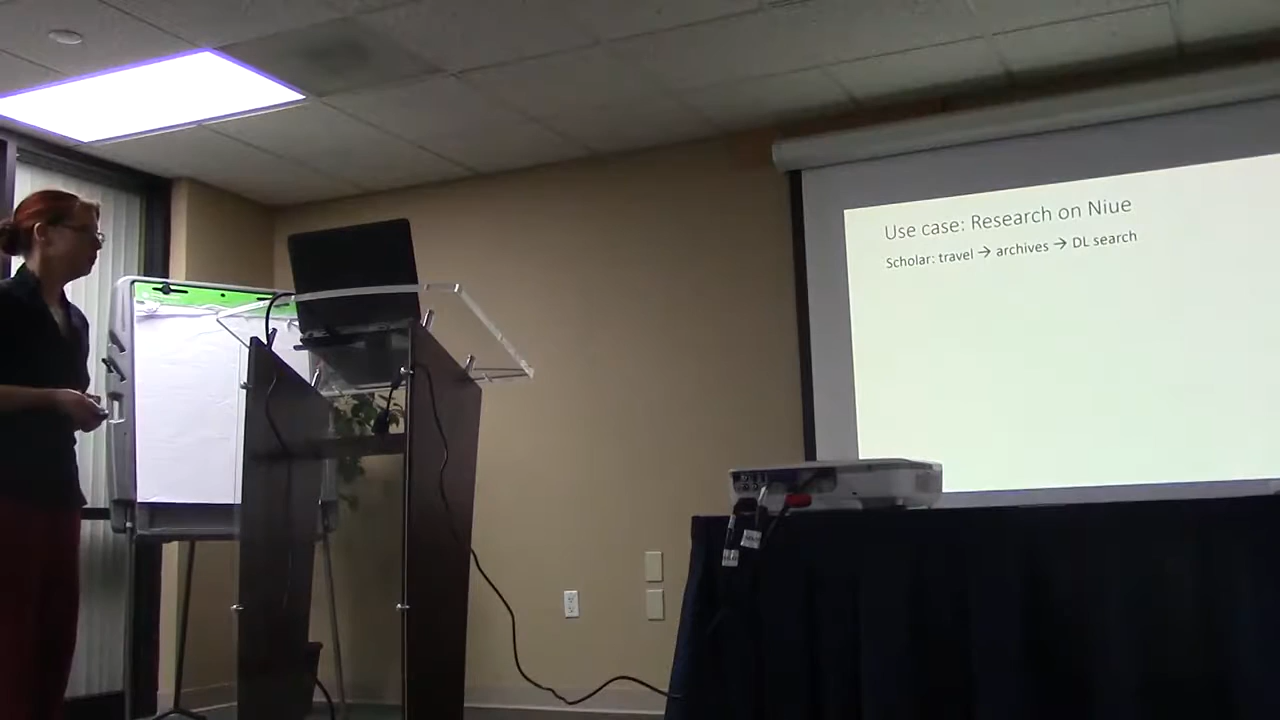 Use case: Research on Niue
Scholar: travel → archives → DL search